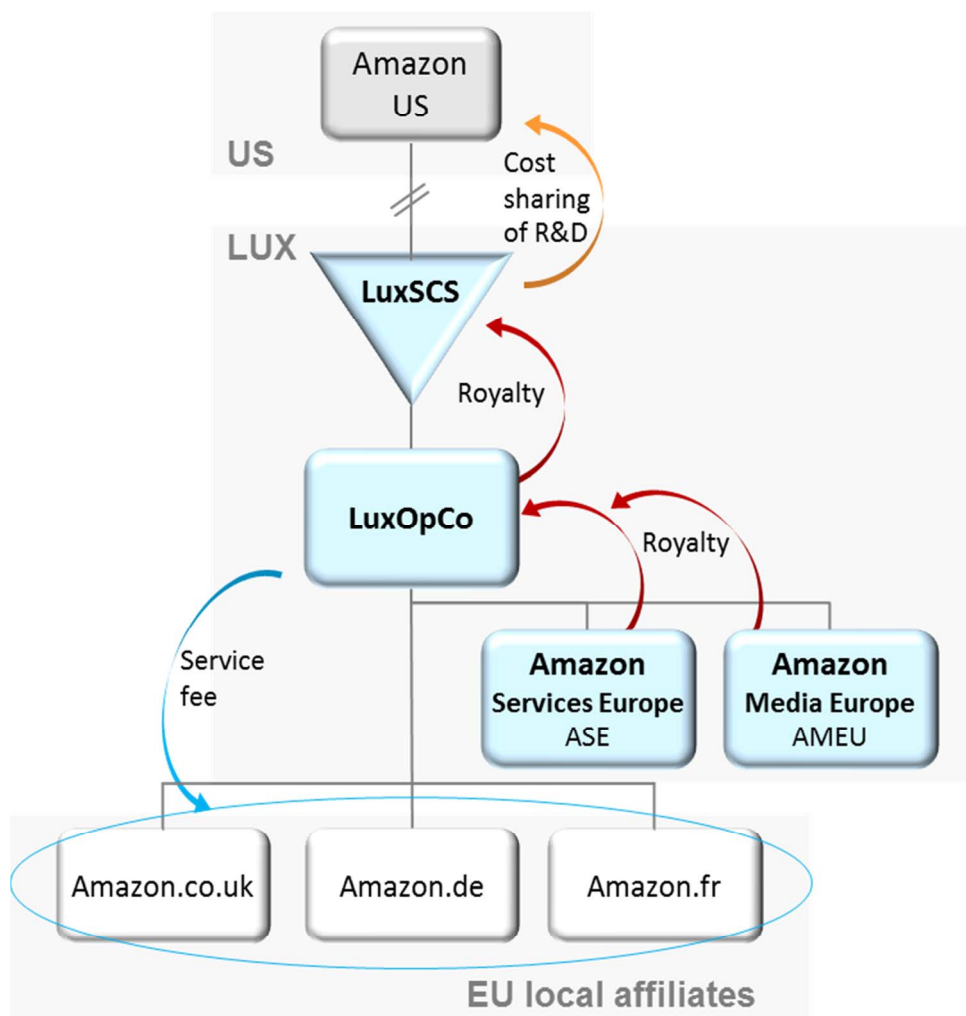 Amazon
US
US
Cost
sharing
of R&D
LUX
LuxSCS
Royalty
LuxOpCo
Royalty
Service
fee
Amazon
Services Europe
ASE
Amazon
Media Europe
AMEU
Amazon.co.uk
Amazon.de
Amazon.fr
EU local affiliates